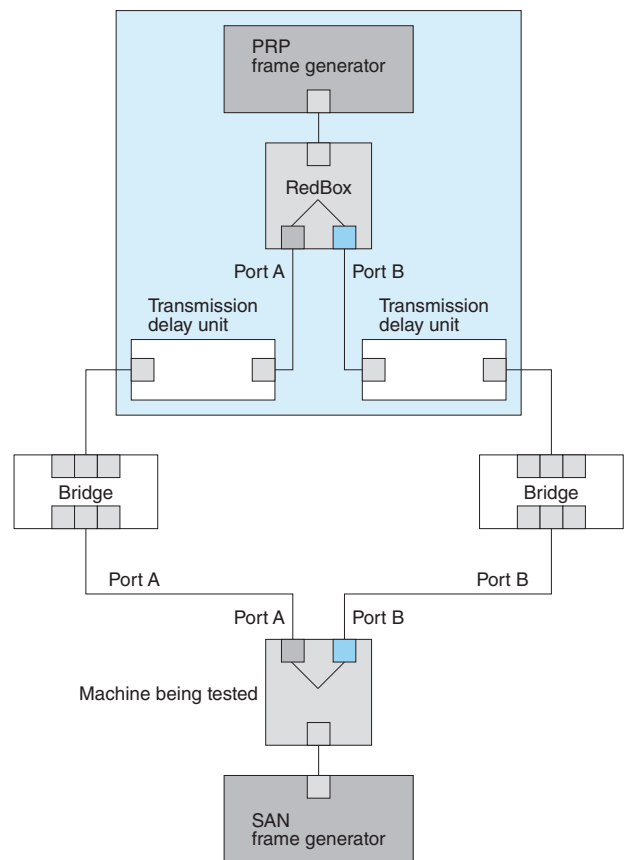 PRP
frame generator
RedBox
Port A
Port B
Transmission
delay unit
Transmission
delay unit
Bridge
Bridge
Port A
Port B
Port A
Port B
Machine being tested
SAN
frame generator